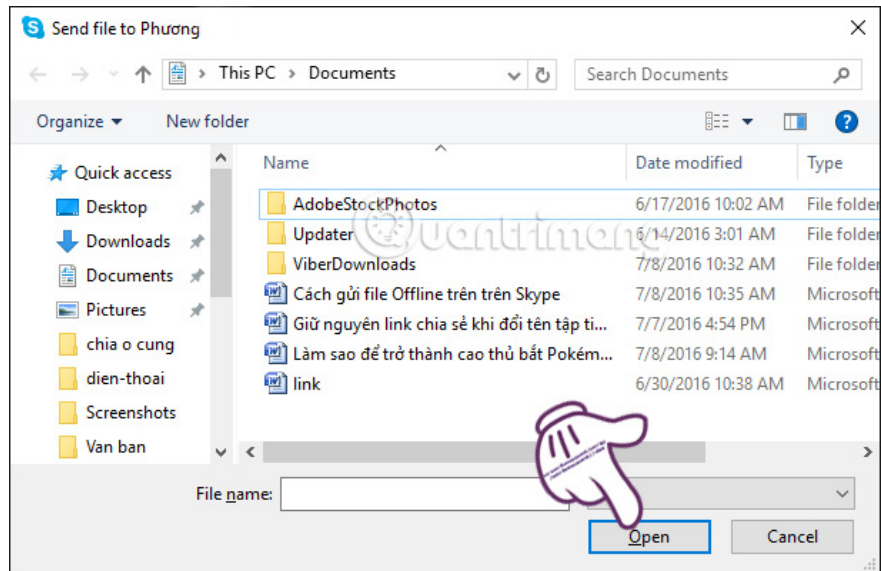 Send file to Phương
This PC > Documents
Search Documents
Organize
New folder
Name
Date modified
Type
Quick access
Desktop
Downloads
Documents
Pictures
chia o cung
dien-thoai
Screenshots
Van ban
AdobeStockPhotos 6/17/2016 10:02 AM File folder
Updater 6/14/2016 3:01 AM File folder
ViberDownloads 7/8/2016 10:32 AM File folder
Cách gửi file Offline trên trên Skype 7/8/2016 10:35 AM Microsoft
Giữ nguyên link chia sẻ khi đổi tên tập ti... 7/7/2016 4:54 PM Microsoft
Làm sao để trở thành cao thủ bắt Pokém... 7/8/2016 9:14 AM Microsoft
link 6/30/2016 10:38 AM Microsoft
Quantrimang
File name:
Open
Cancel